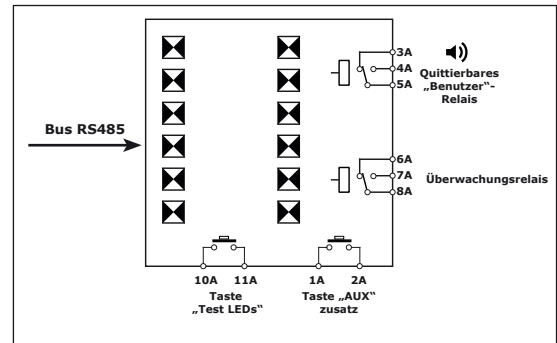 3A
4A
5A
Quittierbares
„Benutzer“-
Relais
Bus RS485
6A
7A
8A
Überwachungsrelais
10A 11A
Taste
„Test LEDs“
1A 2A
Taste „AUX“
zusatz